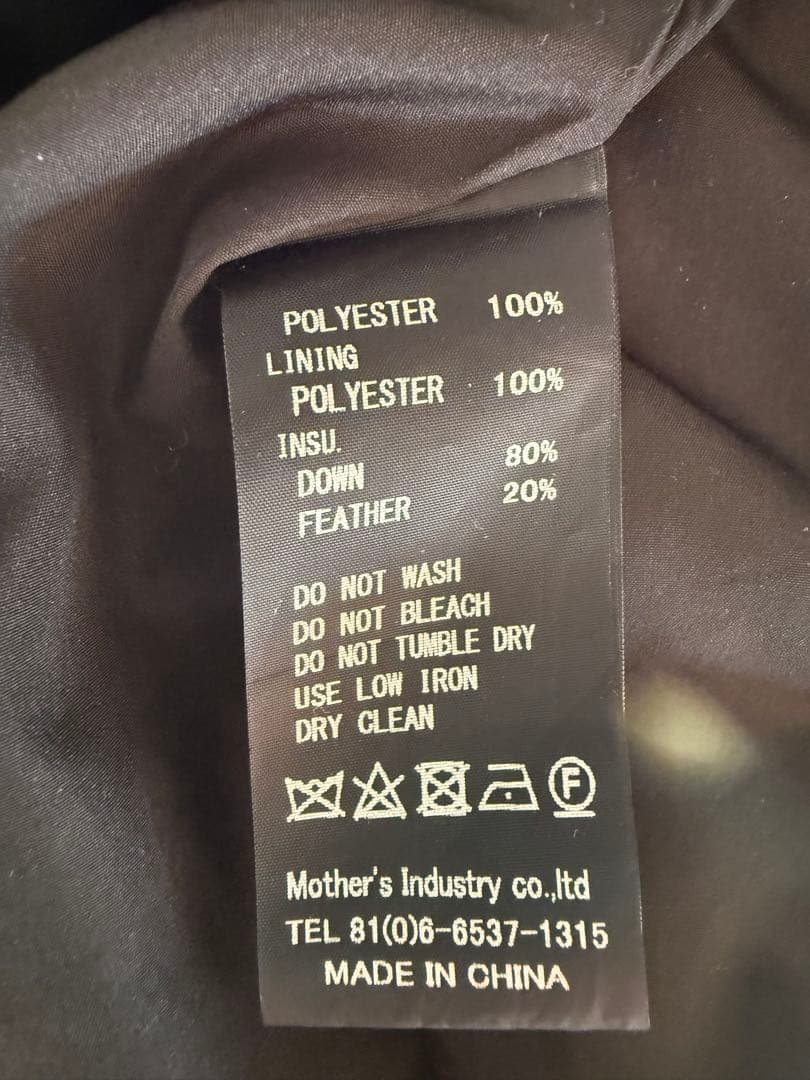 POLYESTER 100%
LINING
POLYESTER 100%
INSU.
DOWN 80%
FEATHER 20%
DO NOT WASH
DO NOT BLEACH
DO NOT TUMBLE DRY
USE LOW IRON
DRY CLEAN
F
Mother's Industry co.,ltd
TEL 81(0)6-6537-1315
MADE IN CHINA